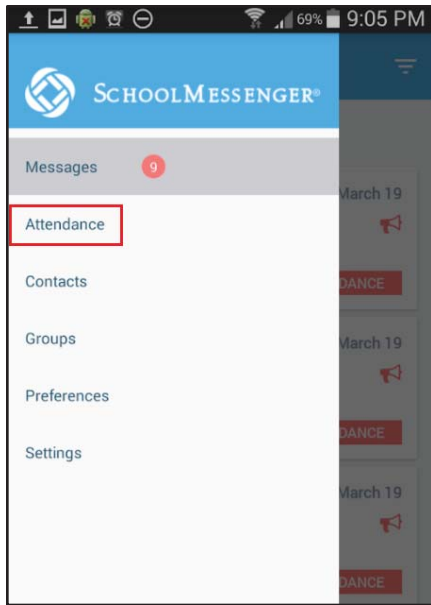 69% 9:05 PM
SCHOOLMESSENGER®
Messages 9
March 19
Attendance
Contacts
DANCE
Groups
March 19
Preferences
DANCE
Settings
March 19
DANCE